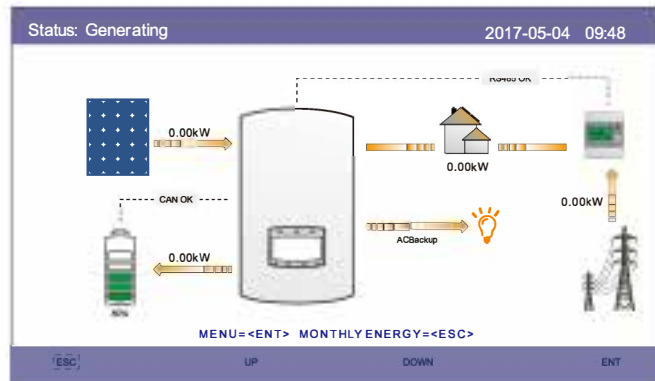 Status: Generating
2017-05-04 09:48
RS485 OK
0.00kW
0.00kW
CAN OK
0.00kW
0.00kW
ACBackup
MENU=<ENT> MONTHLY ENERGY=<ESC>
ESC
UP
DOWN
ENT